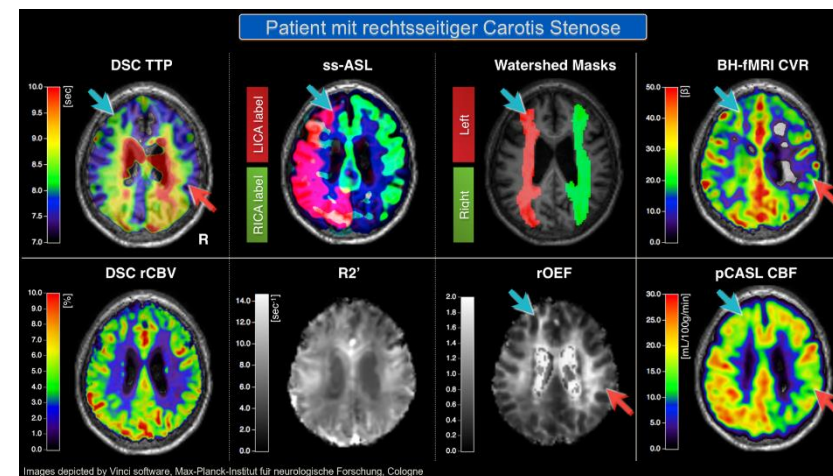 Patient mit rechtsseitiger Carotis Stenose
DSC TTP
ss-ASL
Watershed Masks
BH-fMRI CVR
10.0
9.5
9.0
8.5
8.0
7.5
7.0
[sec]
R
LICA label
RICA label
Left
Right
50.0
40.0
30.0
20.0
10.0
0.0
[β]
DSC rCBV
R2'
rOEF
pCASL CBF
10.0
9.0
8.0
7.0
6.0
5.0
4.0
3.0
2.0
1.0
0.0
[%]
14.0
12.0
10.0
8.0
6.0
4.0
2.0
0.0
[sec⁻¹]
2.0
1.8
1.6
1.4
1.2
1.0
0.8
0.6
0.4
0.2
0.0
30.0
25.0
20.0
15.0
10.0
5.0
0.0
[mL/100g/min]
Images depicted by Vinci software, Max-Planck-Institut für neurologische Forschung, Cologne